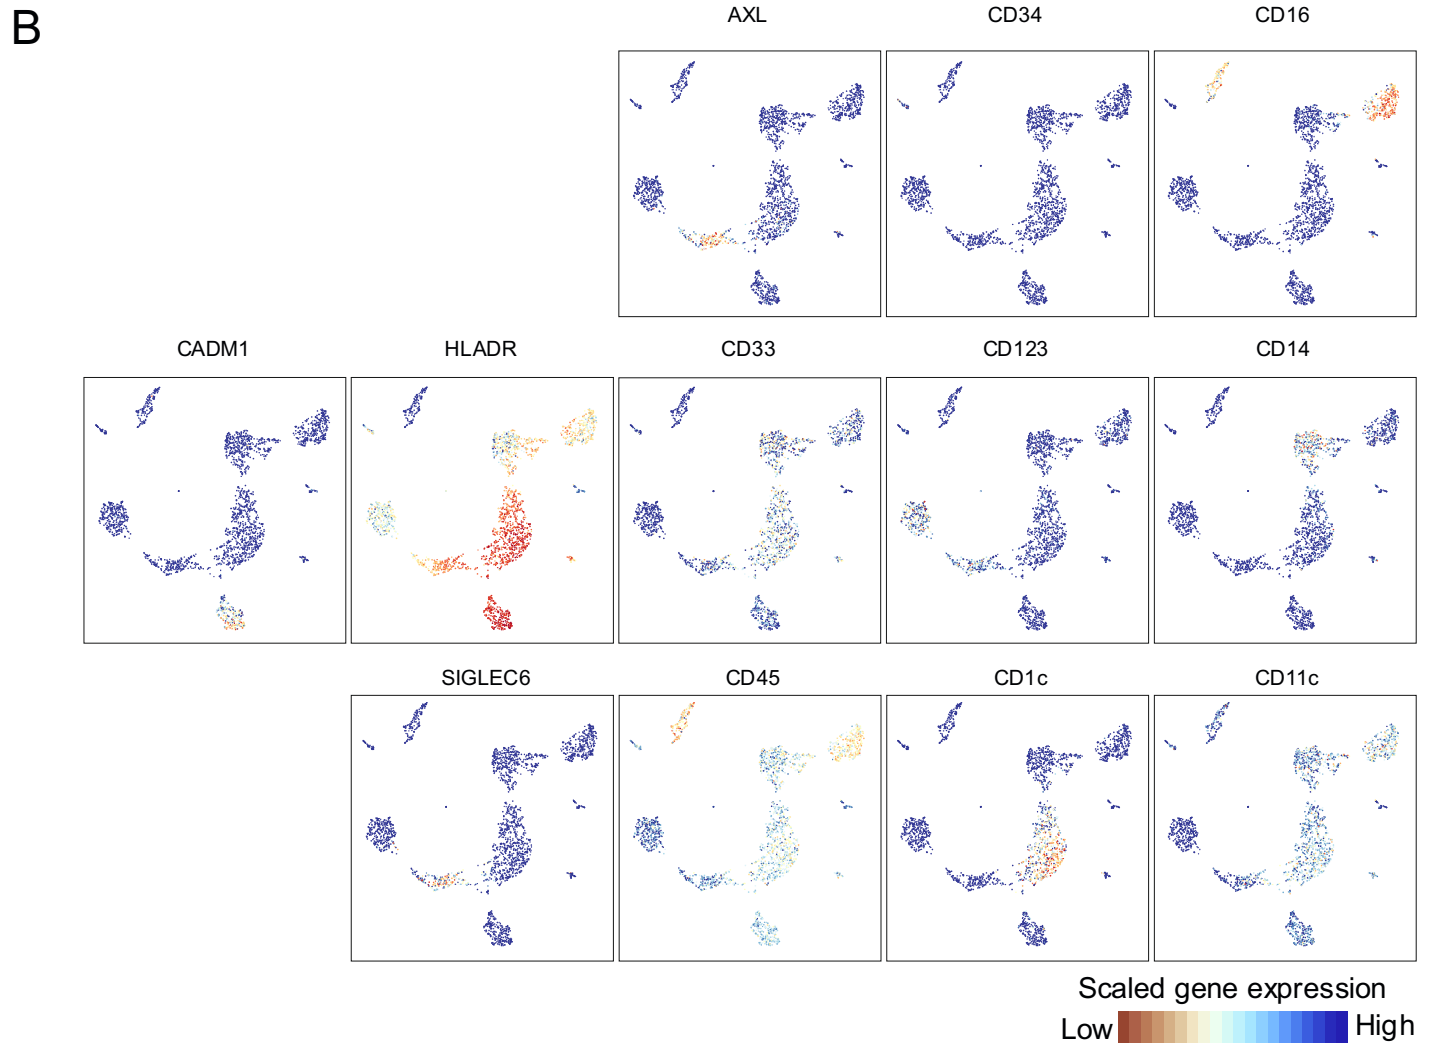 B
AXL CD34 CD16
CADM1 HLADR CD33 CD123 CD14
SIGLEC6 CD45 CD1c CD11c
Scaled gene expression
Low High